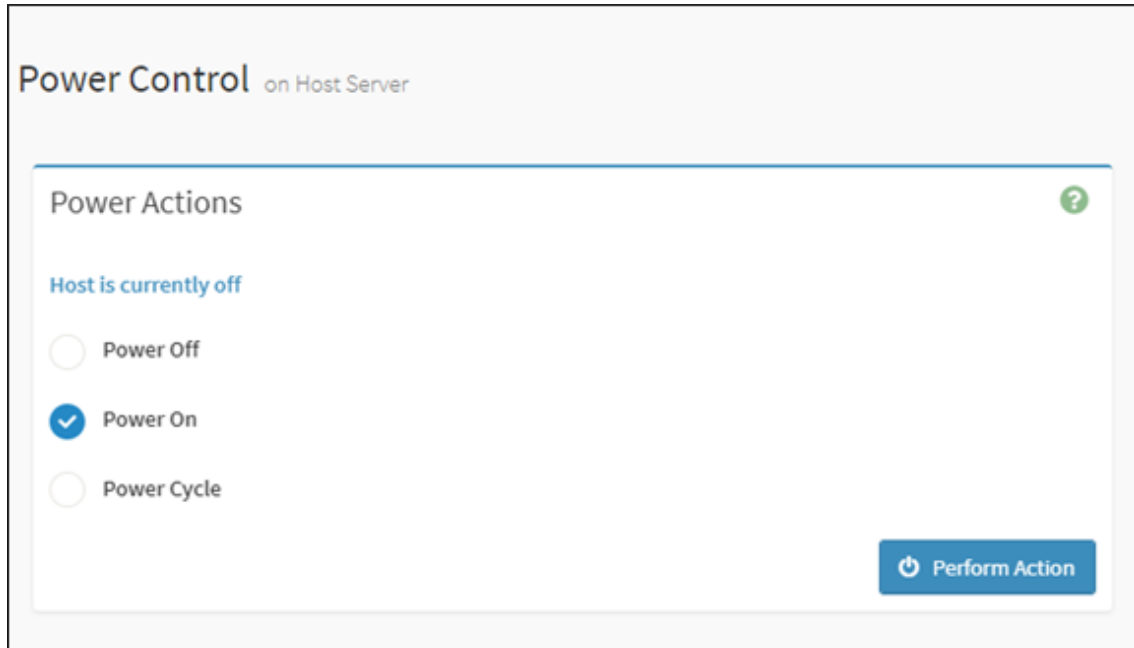 Power Control on Host Server
Power Actions
?
Host is currently off
Power Off
Power On
Power Cycle
Perform Action